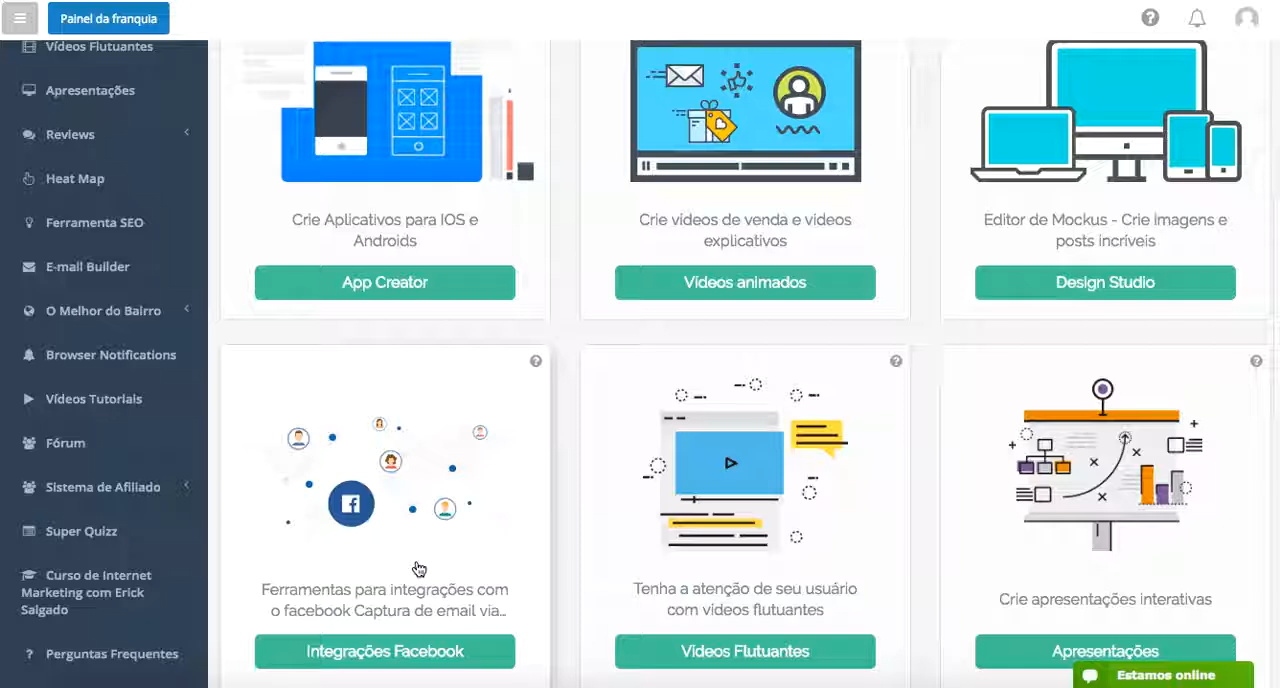 Painel da franquia
Vídeos Flutuantes
Apresentações
Reviews
Heat Map
Ferramenta SEO
E-mail Builder
O Melhor do Bairro
Browser Notifications
Vídeos Tutoriais
Fórum
Sistema de Afiliado
Super Quizz
Curso de Internet
Marketing com Erick
Salgado
Perguntas Frequentes
Crie Aplicativos para IOS e
Androids
App Creator
Crie vídeos de venda e videos
explicativos
Vídeos animados
Editor de Mockus - Crie imagens e
posts incríveis
Design Studio
Ferramentas para integrações com
o facebook Captura de email via...
Integrações Facebook
Tenha a atenção de seu usuário
com vídeos flutuantes
Vídeos Flutuantes
Crie apresentações interativas
Apresentações
Estamos online